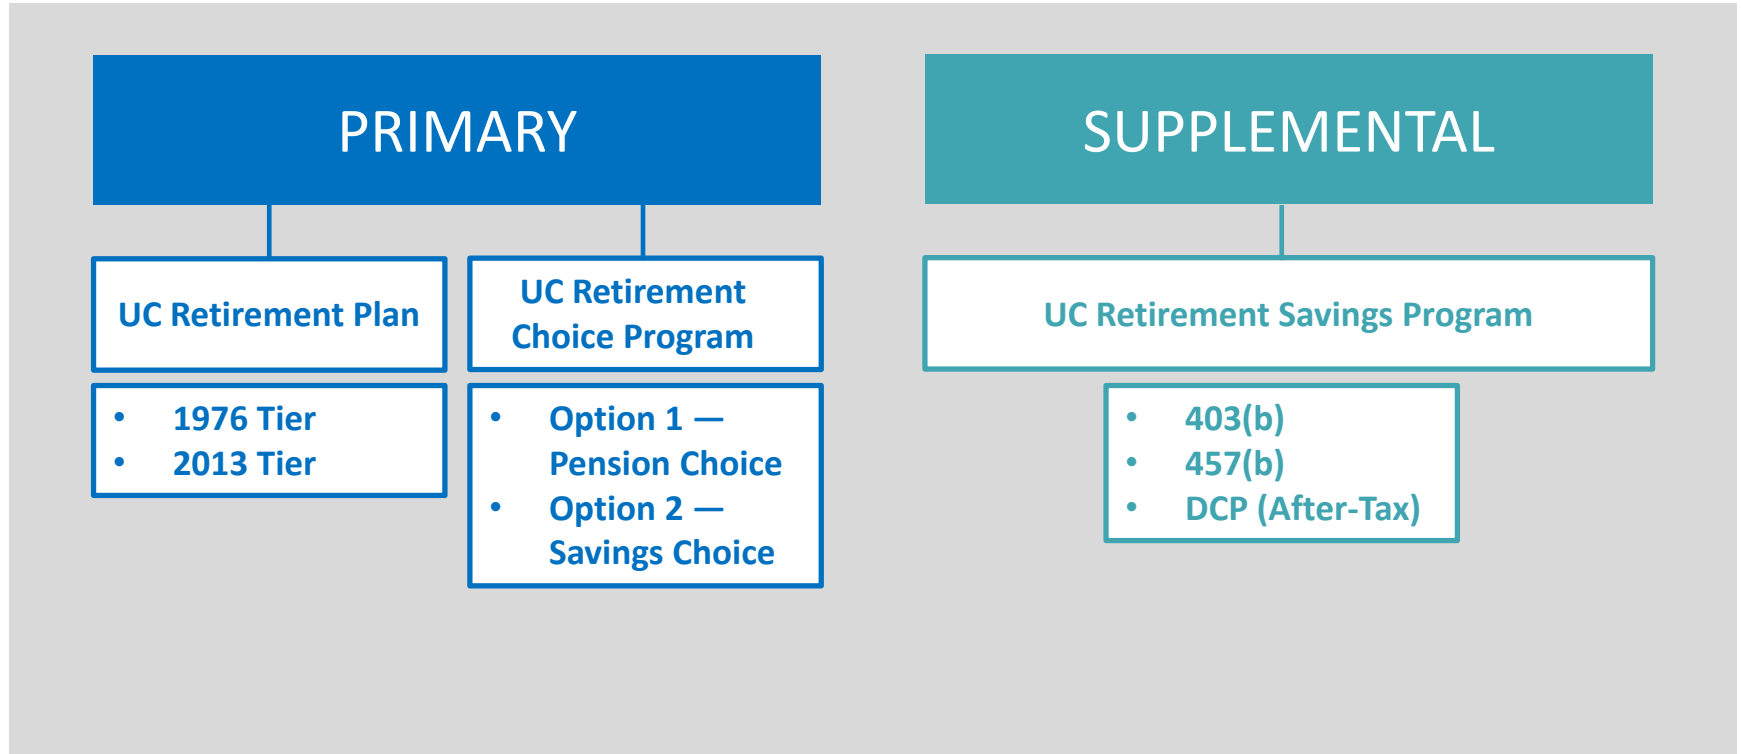 PRIMARY
UC Retirement Plan
• 1976 Tier
• 2013 Tier
UC Retirement
Choice Program
• Option 1 —
Pension Choice
• Option 2 —
Savings Choice
SUPPLEMENTAL
UC Retirement Savings Program
• 403(b)
• 457(b)
• DCP (After-Tax)